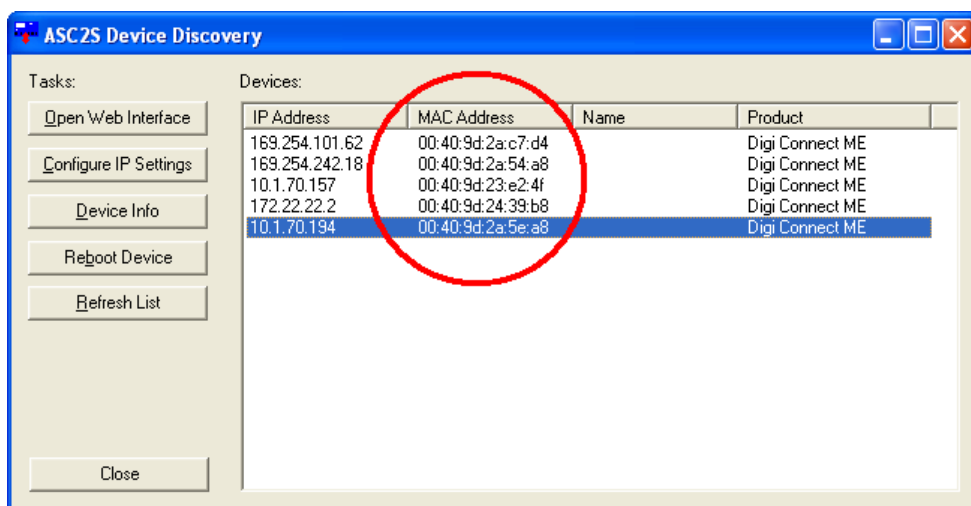 ASC2S Device Discovery
Tasks:
Devices:
Open Web Interface
Configure IP Settings
Device Info
Reboot Device
Refresh List
Close
IP Address MAC Address Name Product
169.254.101.62 00:40:9d:2a:c7:d4 Digi Connect ME
169.254.242.18 00:40:9d:2a:54:a8 Digi Connect ME
10.1.70.157 00:40:9d:23:e2:4f Digi Connect ME
172.22.22.2 00:40:9d:24:39:b8 Digi Connect ME
10.1.70.194 00:40:9d:2a:5e:a8 Digi Connect ME